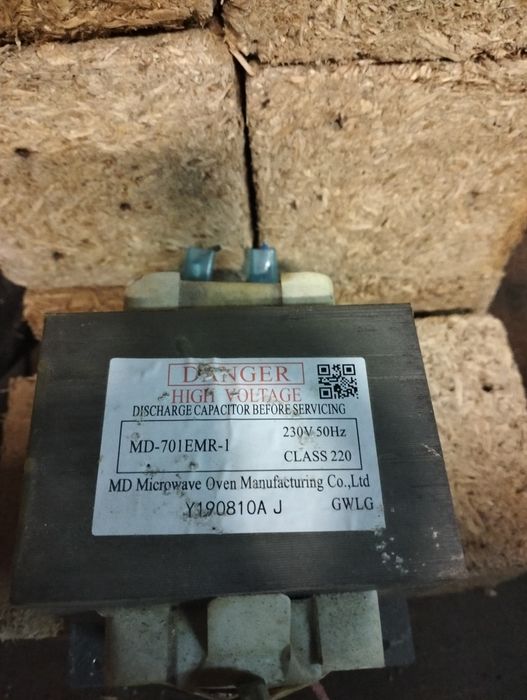 DANGER
HIGH VOLTAGE
DISCHARGE CAPACITOR BEFORE SERVICING
MD-701EMR-1
230V 50Hz
CLASS 220
MD Microwave Oven Manufacturing Co.,Ltd
Y190810A J
GWLG